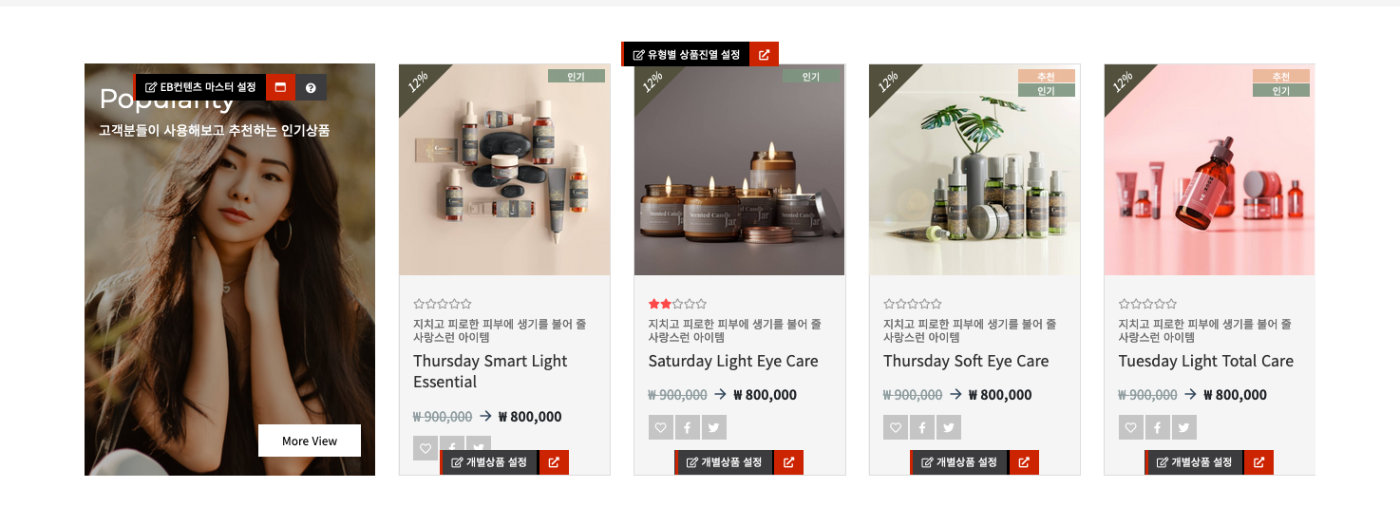 유형별 상품진열 설정
EB컨텐츠 마스터 설정
Popularity
고객분들이 사용해보고 추천하는 인기상품
More View
12%
인기
지치고 피로한 피부에 생기를 불어 줄
사랑스런 아이템
Thursday Smart Light
Essential
₩ 900,000 → ₩ 800,000
개별상품 설정
12%
인기
Scented Candle
Jar
Scented Candle
Jar
Scented Candle
Jar
지치고 피로한 피부에 생기를 불어 줄
사랑스런 아이템
Saturday Light Eye Care
₩ 900,000 → ₩ 800,000
개별상품 설정
12%
추천
인기
지치고 피로한 피부에 생기를 불어 줄
사랑스런 아이템
Thursday Soft Eye Care
₩ 900,000 → ₩ 800,000
개별상품 설정
12%
추천
인기
지치고 피로한 피부에 생기를 불어 줄
사랑스런 아이템
Tuesday Light Total Care
₩ 900,000 → ₩ 800,000
개별상품 설정